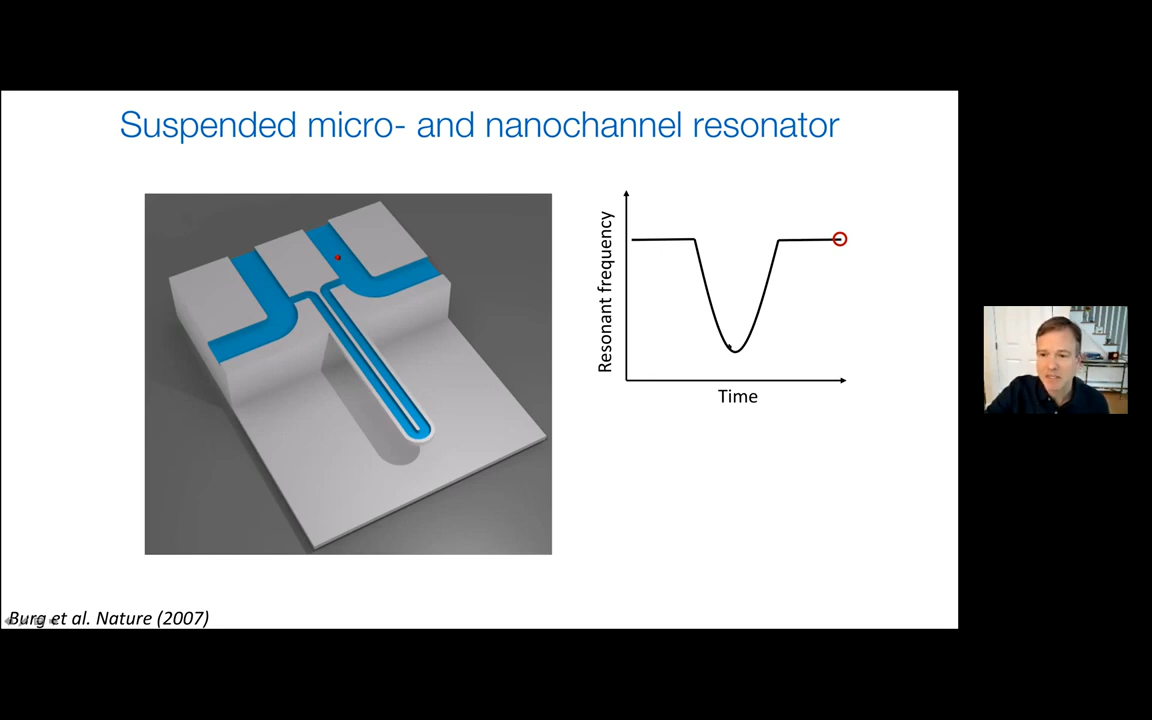 Suspended micro- and nanochannel resonator
Resonant frequency
Time
Burg et al. Nature (2007)